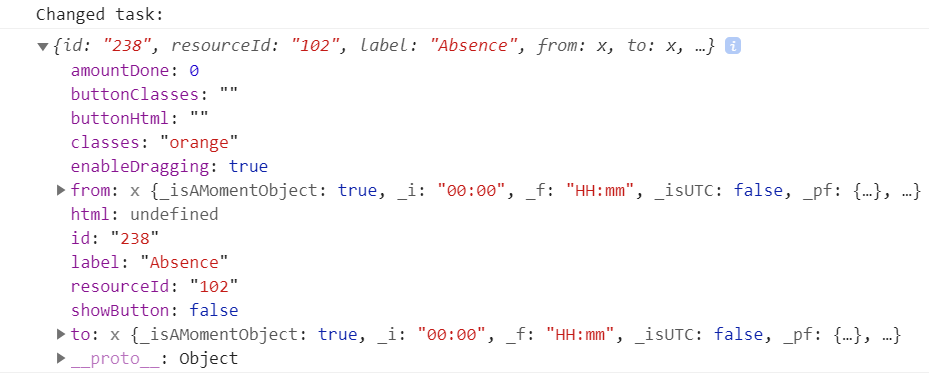 Changed task:
{id: "238", resourceId: "102", label: "Absence", from: x, to: x, …} i
amountDone: 0
buttonClasses: ""
buttonHtml: ""
classes: "orange"
enableDragging: true
from: x {_isAMomentObject: true, _i: "00:00", _f: "HH:mm", _isUTC: false, _pf: {…}, …}
html: undefined
id: "238"
label: "Absence"
resourceId: "102"
showButton: false
to: x {_isAMomentObject: true, _i: "00:00", _f: "HH:mm", _isUTC: false, _pf: {…}, …}
__proto__: Object